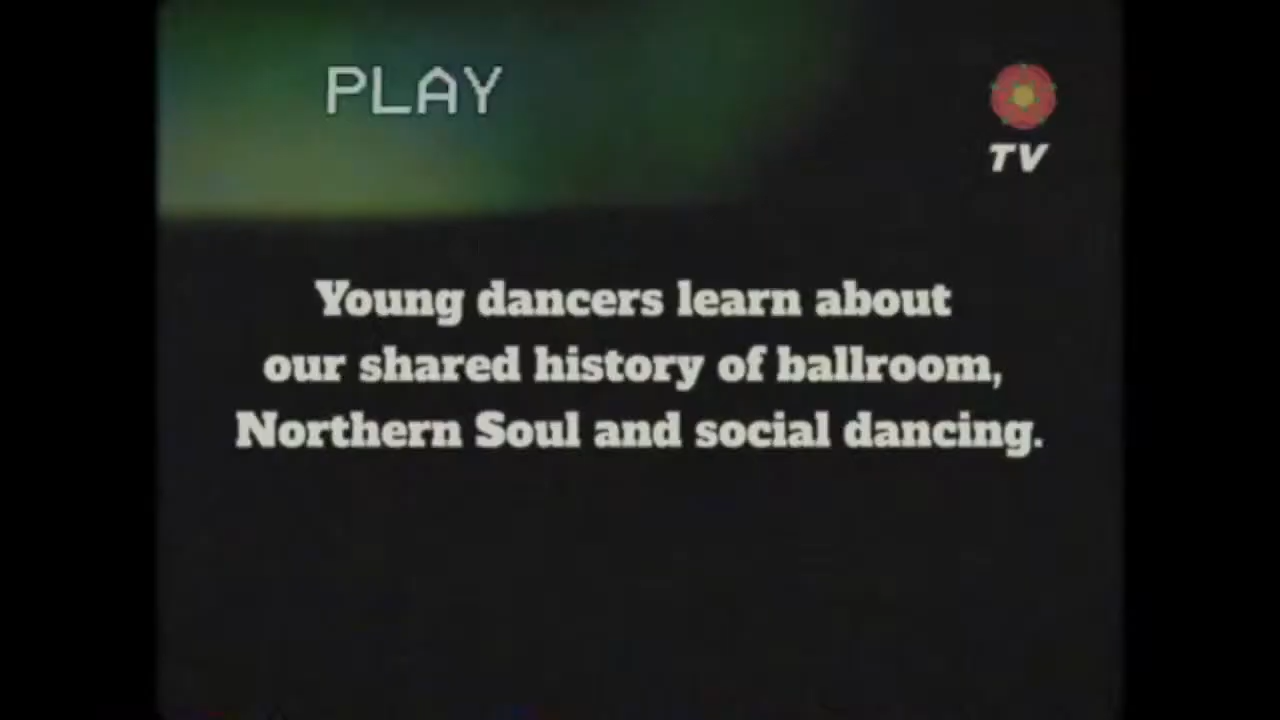 PLAY
TV
Young dancers learn about
our shared history of ballroom,
Northern Soul and social dancing.